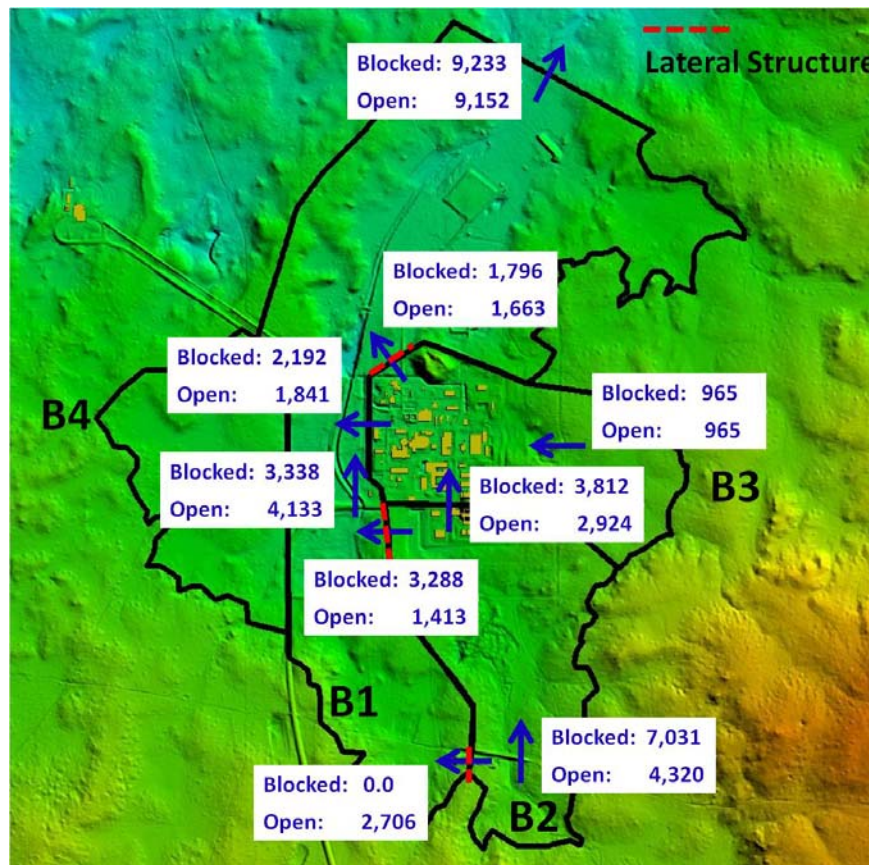 Blocked: 9,233
Open: 9,152
Lateral Structure
Blocked: 1,796
Open: 1,663
Blocked: 2,192
Open: 1,841
B4
Blocked: 965
Open: 965
B3
Blocked: 3,338
Open: 4,133
Blocked: 3,812
Open: 2,924
Blocked: 3,288
Open: 1,413
B1
Blocked: 7,031
Open: 4,320
Blocked: 0.0
Open: 2,706
B2